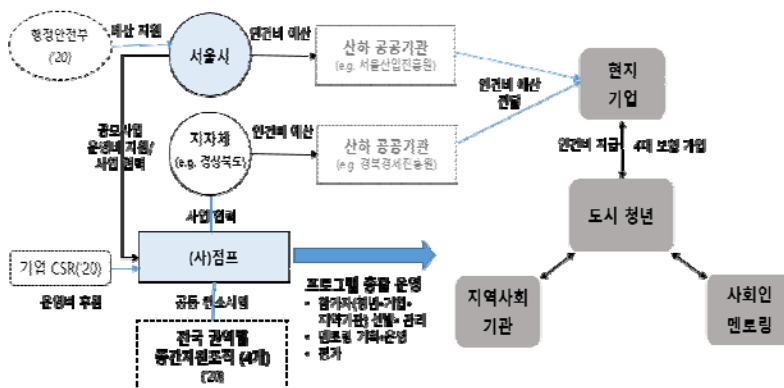 행정안전부
('20)
예산 지원
서울시
인건비 예산
산하 공공기관
(e.g. 서울산업진흥원)
인건비 예산
전달
현지
기업
공모사업
운영비 지원/
사업 협력
지자체
(e.g. 경상북도)
인건비 예산
산하 공공기관
(e.g. 경북경제진흥원)
인건비 지급
4대 보험 가입
사업 협력
도시 청년
기업 CSR('20)
운영비 후원
(사)점프
공동 컨소시엄
전국 권역별
중간지원조직 (4개)
('20)
프로그램 총괄 운영
• 참가자(청년•기업•
지역기관) 선발• 관리
• 멘토링 기획•운영
• 평가
지역사회
기관
사회인
멘토링